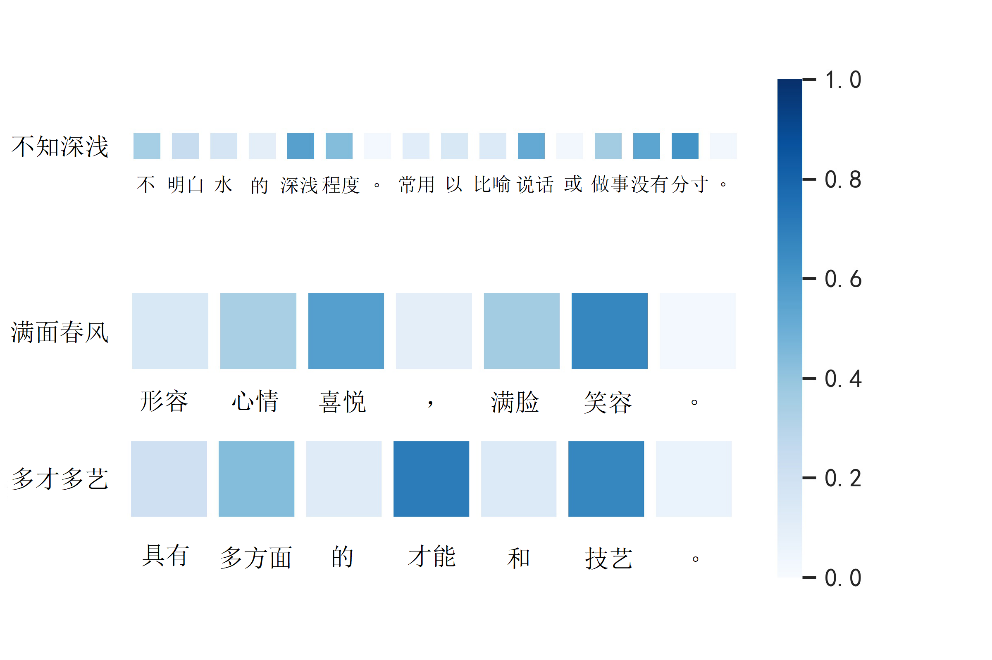 不知深浅
不 明白 水 的 深浅 程度 。 常用 以 比喻 说话 或 做事 没有 分寸 。
满面春风
形容 心情 喜悦 ， 满脸 笑容 。
多才多艺
具有 多方面 的 才能 和 技艺 。
1.0
0.8
0.6
0.4
0.2
0.0